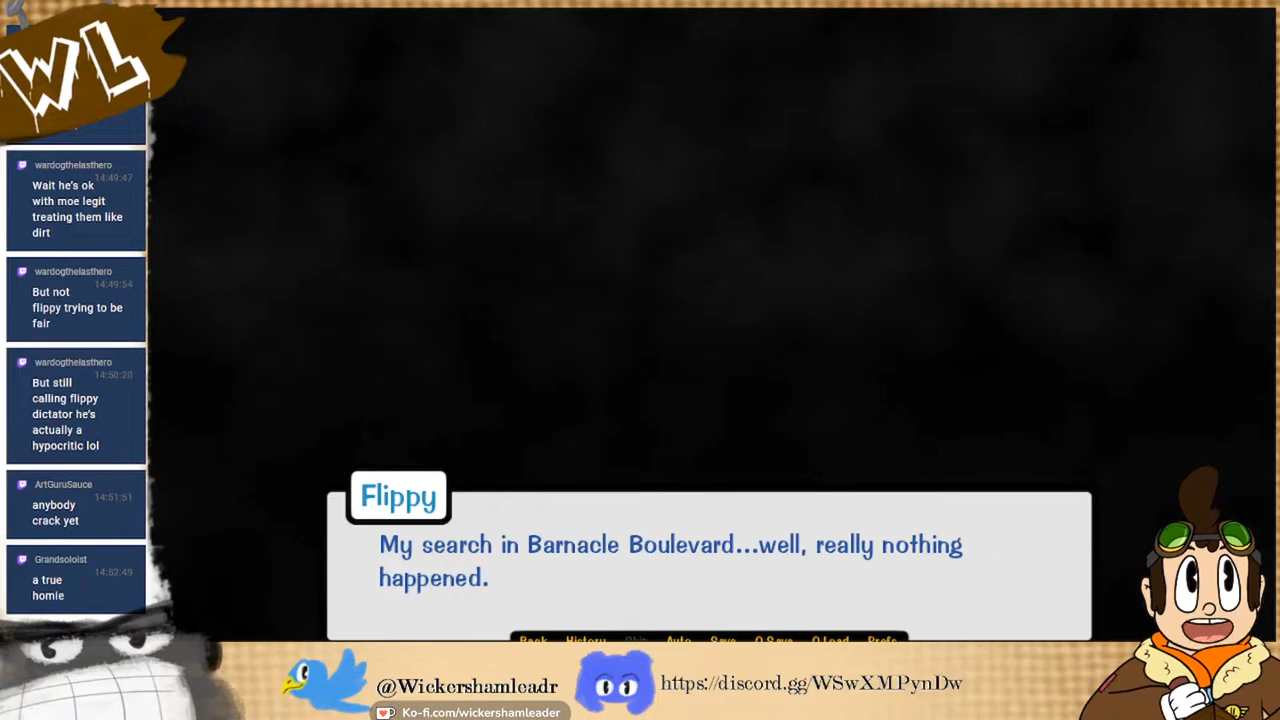 WL
wardogthelasthero
14:49:47
Wait he's ok
with moe legit
treating them like
dirt
wardogthelasthero
14:49:54
But not
flippy trying to be
fair
wardogthelasthero
14:50:20
But still
calling flippy
dictator he's
actually a
hypocritic lol
ArtGuruSauce
14:51:51
anybody
crack yet
Grandsoloist
14:52:49
a true
homie
Flippy
My search in Barnacle Boulevard...well, really nothing
happened.
Back History Skip Auto Save Q.Save Q.Load Prefs
@Wickershamleadr
https://discord.gg/WSwXMPynDw
Ko-fi.com/wickershamleader